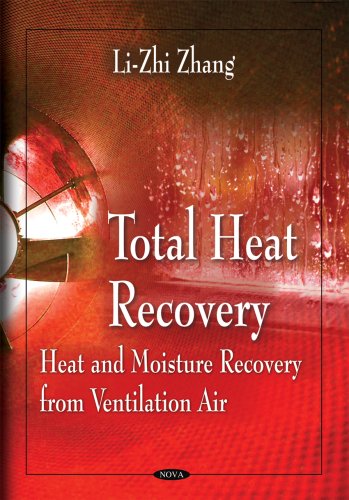 Li-Zhi Zhang
Total Heat
Recovery
Heat and Moisture Recovery
from Ventilation Air
NOVA